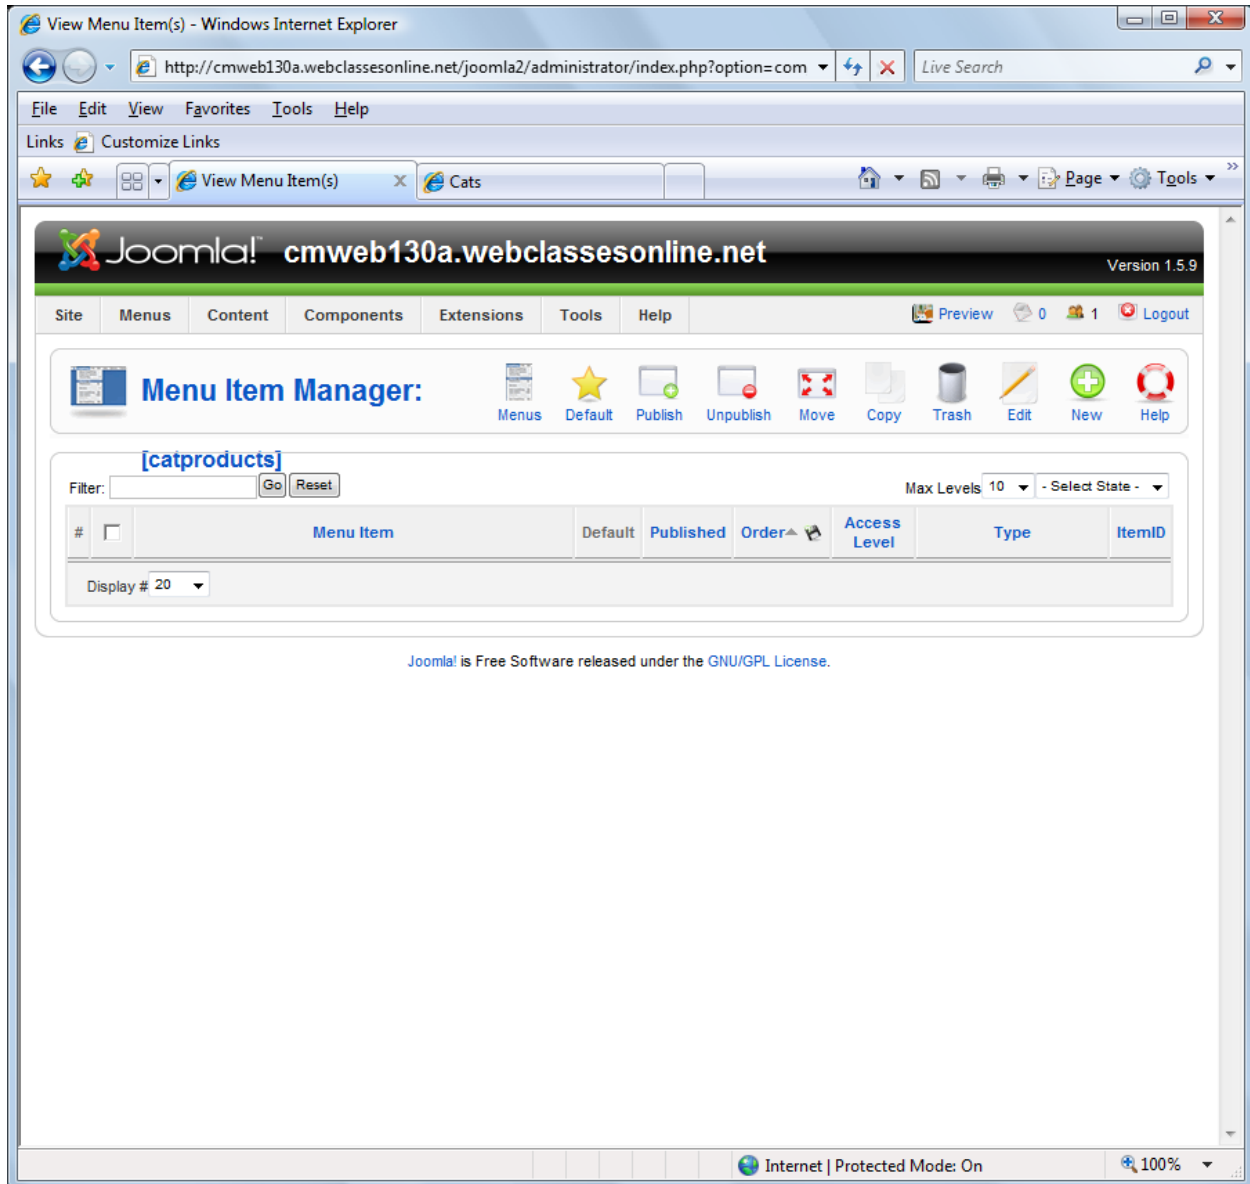 View Menu Item(s) - Windows Internet Explorer
http://cmweb130a.webclassesonline.net/joomla2/administrator/index.php?option=com Live Search
File Edit View Favorites Tools Help
Links Customize Links
View Menu Item(s) Cats Page Tools
Joomla!™ cmweb130a.webclassesonline.net
Version 1.5.9
Site Menus Content Components Extensions Tools Help Preview 0 1 Logout
Menu Item Manager:
Menus Default Publish Unpublish Move Copy Trash Edit New Help
[catproducts]
Filter: Go Reset Max Levels 10 - Select State -
# Menu Item Default Published Order Access Level Type ItemID
Display # 20
Joomla! is Free Software released under the GNU/GPL License.
Internet | Protected Mode: On 100%